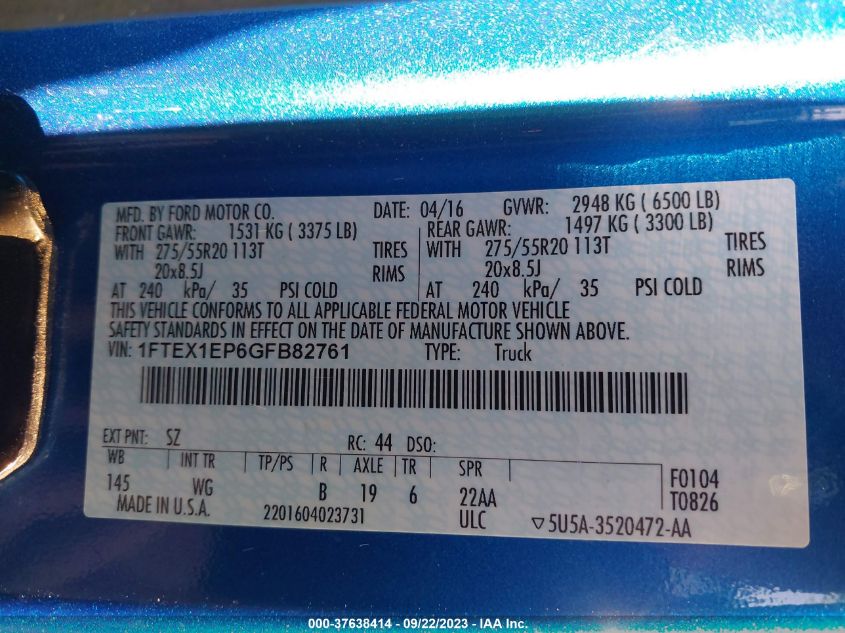 MFD. BY FORD MOTOR CO. DATE: 04/16 GVWR: 2948 KG ( 6500 LB)
FRONT GAWR: 1531 KG ( 3375 LB) REAR GAWR: 1497 KG ( 3300 LB)
WITH 275/55R20 113T TIRES WITH 275/55R20 113T TIRES
20x8.5J RIMS 20x8.5J RIMS
AT 240 kPa/ 35 PSI COLD AT 240 kPa/ 35 PSI COLD
THIS VEHICLE CONFORMS TO ALL APPLICABLE FEDERAL MOTOR VEHICLE
SAFETY STANDARDS IN EFFECT ON THE DATE OF MANUFACTURE SHOWN ABOVE.
VIN: 1FTEX1EP6GFB82761 TYPE: Truck
EXT PNT: SZ RC: 44 DSO:
WB INT TR TP/PS R AXLE TR SPR F0104
145 WG B 19 6 22AA T0826
MADE IN U.S.A. 2201604023731 ULC ▽5U5A-3520472-AA
000-37638414 - 09/22/2023 - IAA Inc.